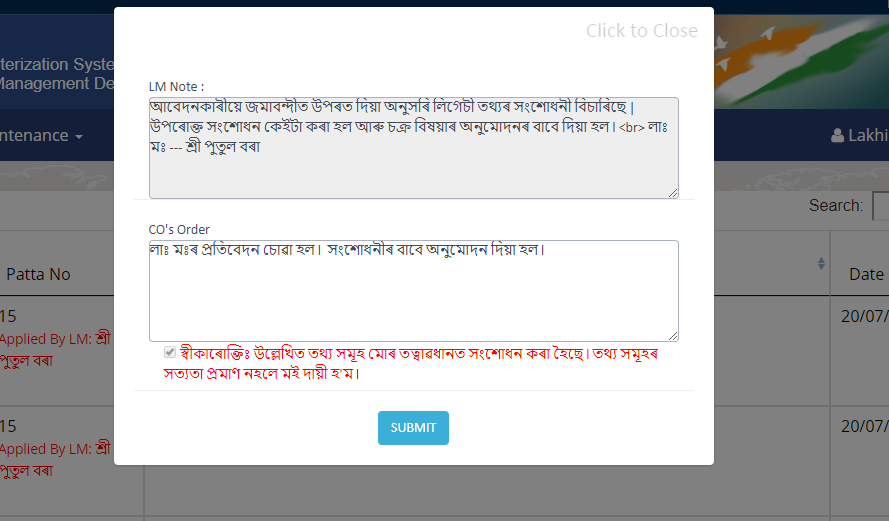 Click to Close
terization Syste
Management De
ntenance
Lakhi
LM Note :
আবেদনকাৰীয়ে জমাবন্দীত উপৰত দিয়া অনুসৰি লিগেচী তথ্যৰ সংশোধনী বিচাৰিছে |
উপৰোক্ত সংশোধন কেইটা কৰা হল আৰু চক্ৰ বিষয়াৰ অনুমোদনৰ বাবে দিয়া হল। <br> লাঃ
মঃ --- শ্ৰী পুতুল বৰা
Search:
CO's Order
লাঃ মঃৰ প্ৰতিবেদন চোৱা হল। সংশোধনীৰ বাবে অনুমোদন দিয়া হল।
Patta No
Date
15
20/07/
Applied By LM: শ্ৰী
পুতুল বৰা
স্বীকাৰোক্তিঃ উল্লেখিত তথ্য সমূহ মোৰ তত্বাৱধানত সংশোধন কৰা হৈছে। তথ্য সমূহৰ
সত্যতা প্ৰমাণ নহলে মই দায়ী হ'ম।
SUBMIT
15
20/07/
Applied By LM: শ্ৰী
পুতুল বৰা